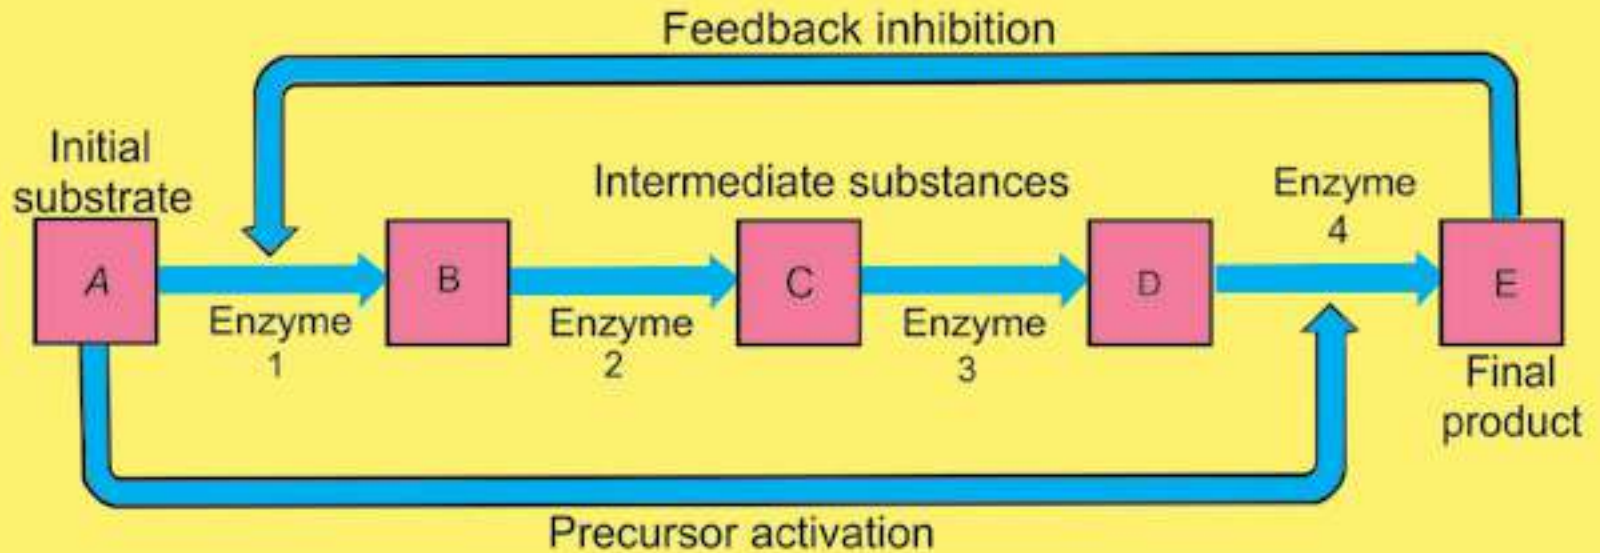 Feedback inhibition
Initial
substrate
Intermediate substances
Enzyme
4
A
B
C
D
E
Enzyme
1
Enzyme
2
Enzyme
3
Final
product
Precursor activation